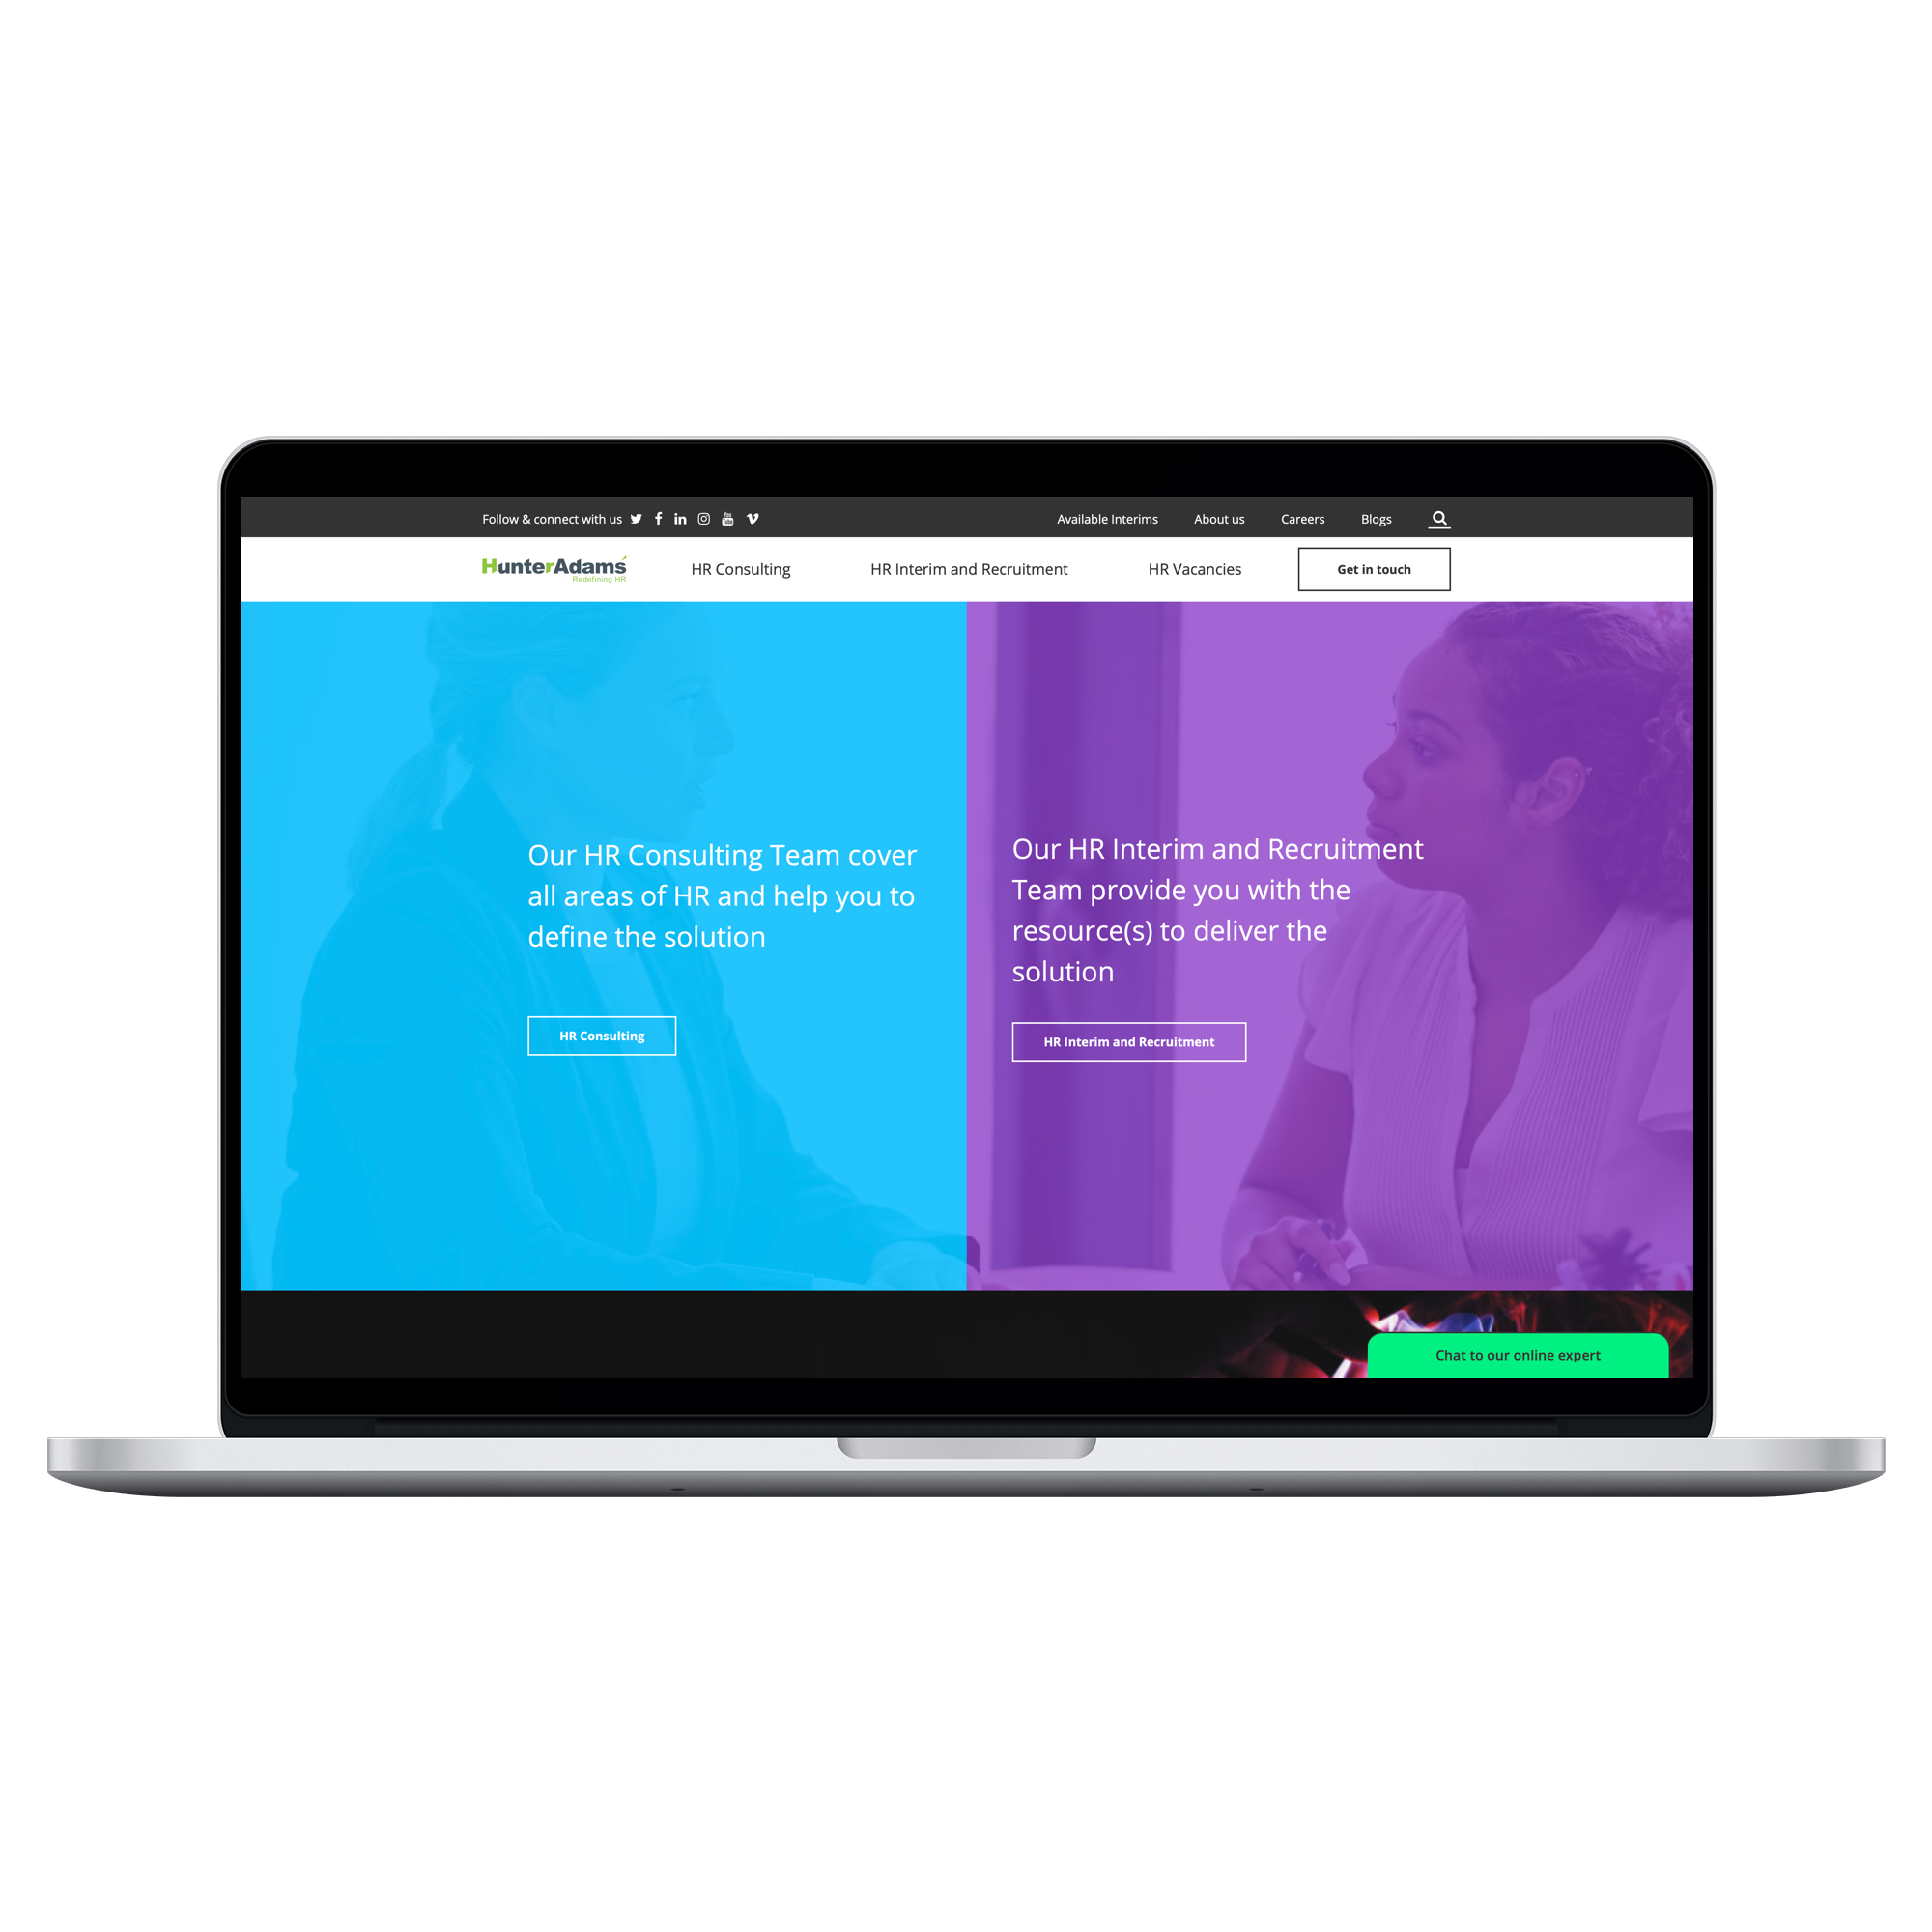 Follow & connect with us
Available Interims About us Careers Blogs
HunterAdams
Redefining HR
HR Consulting HR Interim and Recruitment HR Vacancies Get in touch
Our HR Consulting Team cover
all areas of HR and help you to
define the solution
HR Consulting
Our HR Interim and Recruitment
Team provide you with the
resource(s) to deliver the
solution
HR Interim and Recruitment
Chat to our online expert